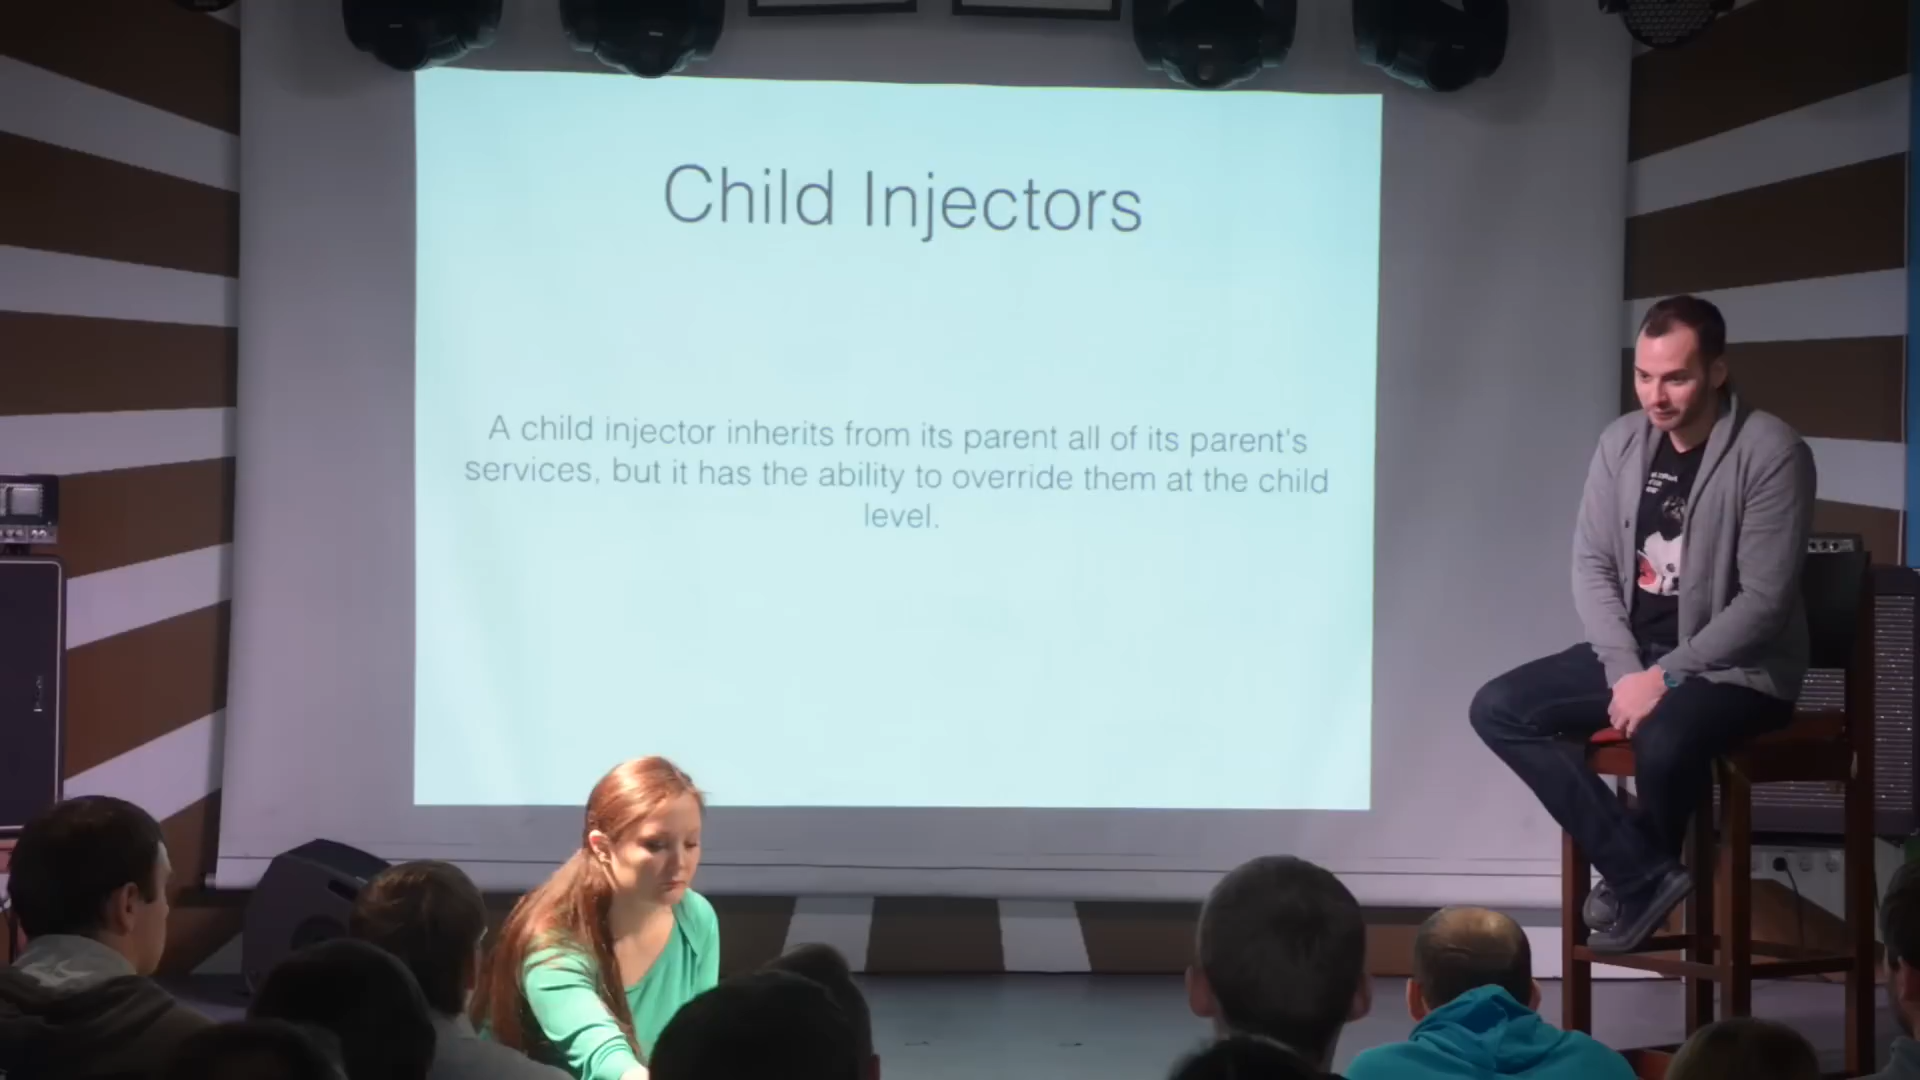 Child Injectors
A child injector inherits from its parent all of its parent's
services, but it has the ability to override them at the child
level.